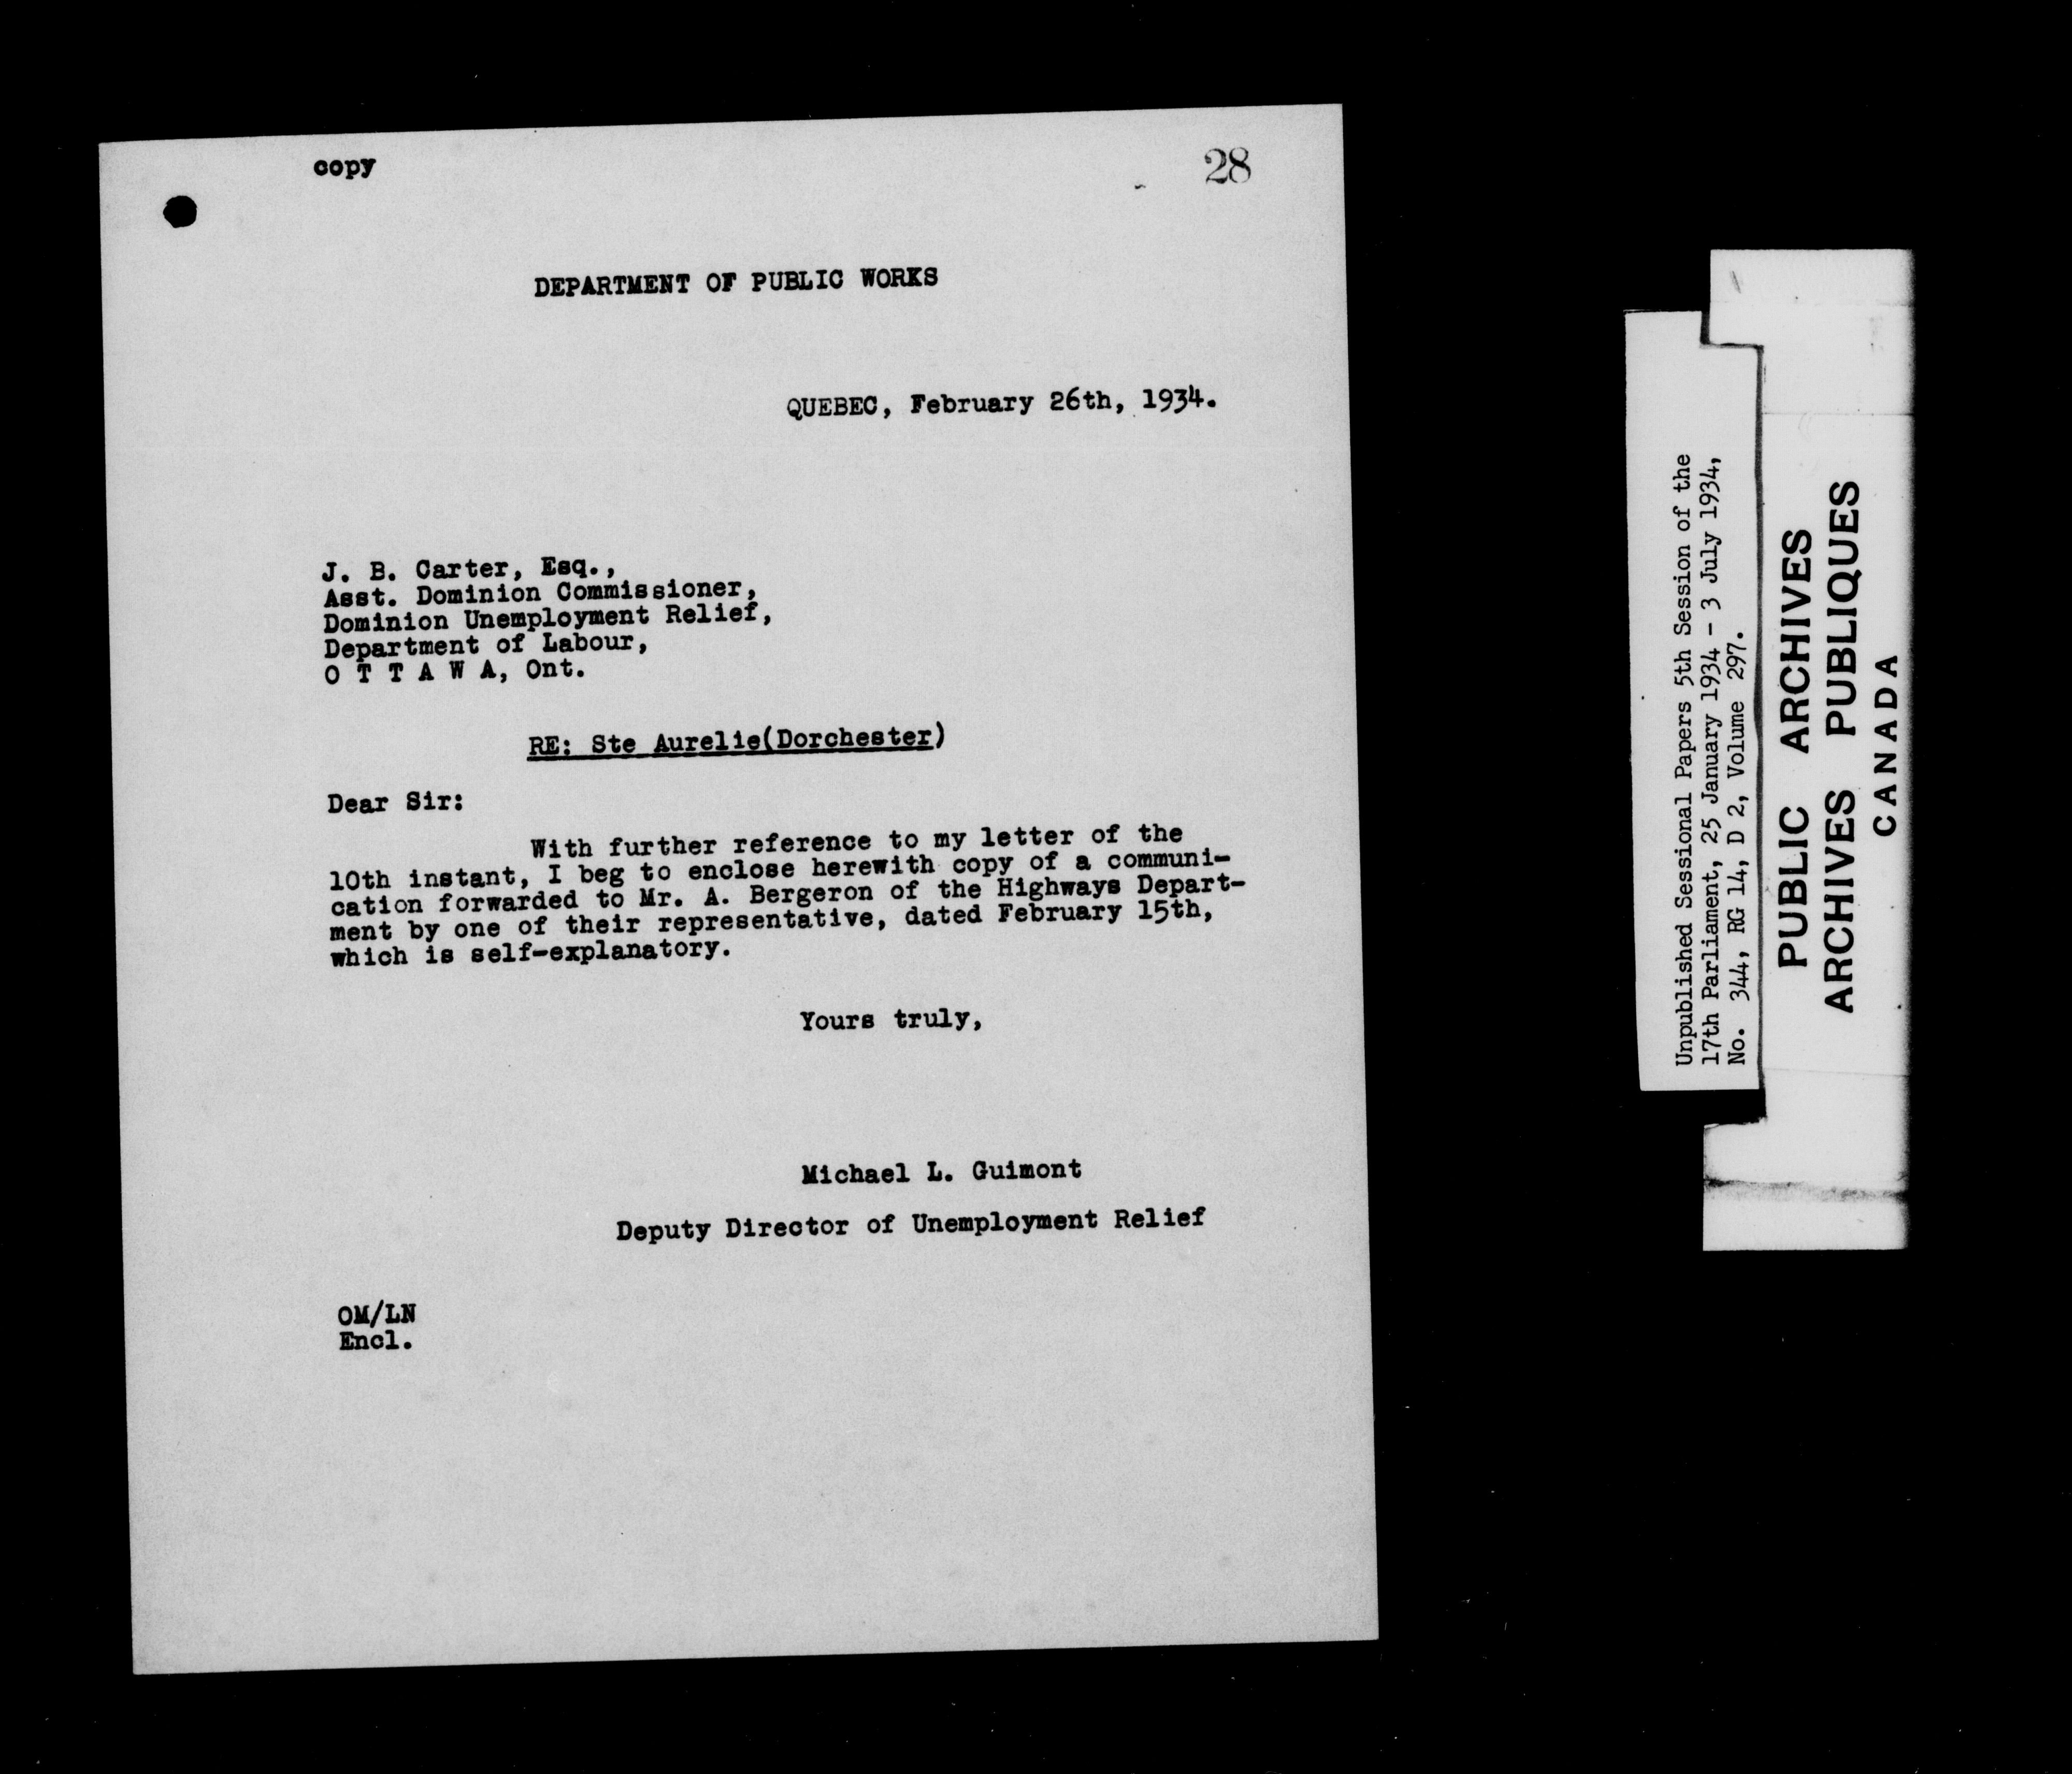 copy
28
DEPARTMENT OF PUBLIC WORKS
QUEBEC, February 26th, 1934.
J. B. Carter, Esq.,
Asst. Dominion Commissioner,
Dominion Unemployment Relief,
Department of Labour,
O T T A W A, Ont.
RE: Ste Aurelie(Dorchester)
Dear Sir:
With further reference to my letter of the
10th instant, I beg to enclose herewith copy of a communi-
cation forwarded to Mr. A. Bergeron of the Highways Depart-
ment by one of their representative, dated February 15th,
which is self-explanatory.
Yours truly,
Michael L. Guimont
Deputy Director of Unemployment Relief
OM/LN
Encl.
Unpublished Sessional Papers 5th Session of the
17th Parliament, 25 January 1934 - 3 July 1934,
No. 344, RG 14, D 2, Volume 297.
PUBLIC ARCHIVES
ARCHIVES PUBLIQUES
CANADA